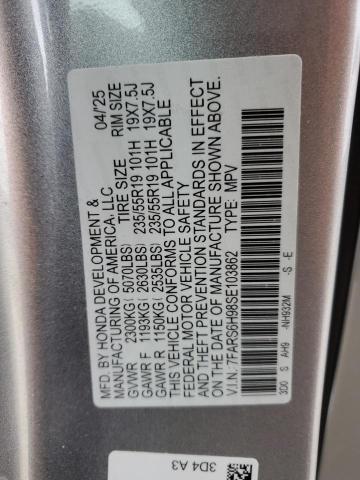 MFD. BY HONDA DEVELOPMENT & 04/25
MANUFACTURING OF AMERICA, LLC
TIRE SIZE RIM SIZE
GVWR 2300KG ( 5070LBS)
GAWR F 1193KG ( 2630LBS) 235/55R19 101H 19X7.5J
GAWR R 1150KG ( 2535LBS) 235/55R19 101H 19X7.5J
THIS VEHICLE CONFORMS TO ALL APPLICABLE
FEDERAL MOTOR VEHICLE SAFETY
AND THEFT PREVENTION STANDARDS IN EFFECT
ON THE DATE OF MANUFACTURE SHOWN ABOVE.
V.I.N: 7FARS6H98SE103862 TYPE: MPV
3D0 S AH9 -NH932M -S -E
3D4 A3